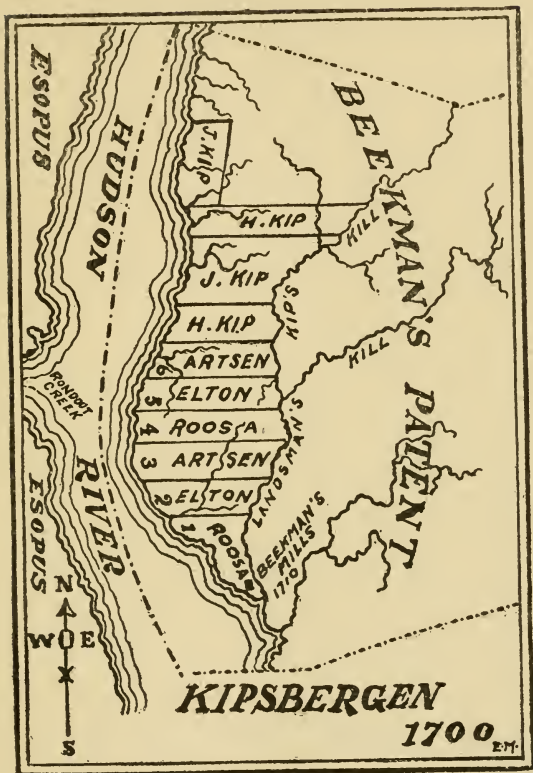 ESOPUS
HUDSON
RIVER
BEEKMAN'S PATENT
J. KIP
H. KIP
KILL
J. KIP
KIP'S
H. KIP
6 ARTSEN
KILL
5 ELTON
RONDOUT
CREEK
4 ROOSA
3 ARTSEN
LANDSMAN'S
2 ELTON
ESOPUS
1 ROOSA
BEEKMAN'S
MILLS
1710
N
W E
S
KIPSBERGEN
1700
E.M.